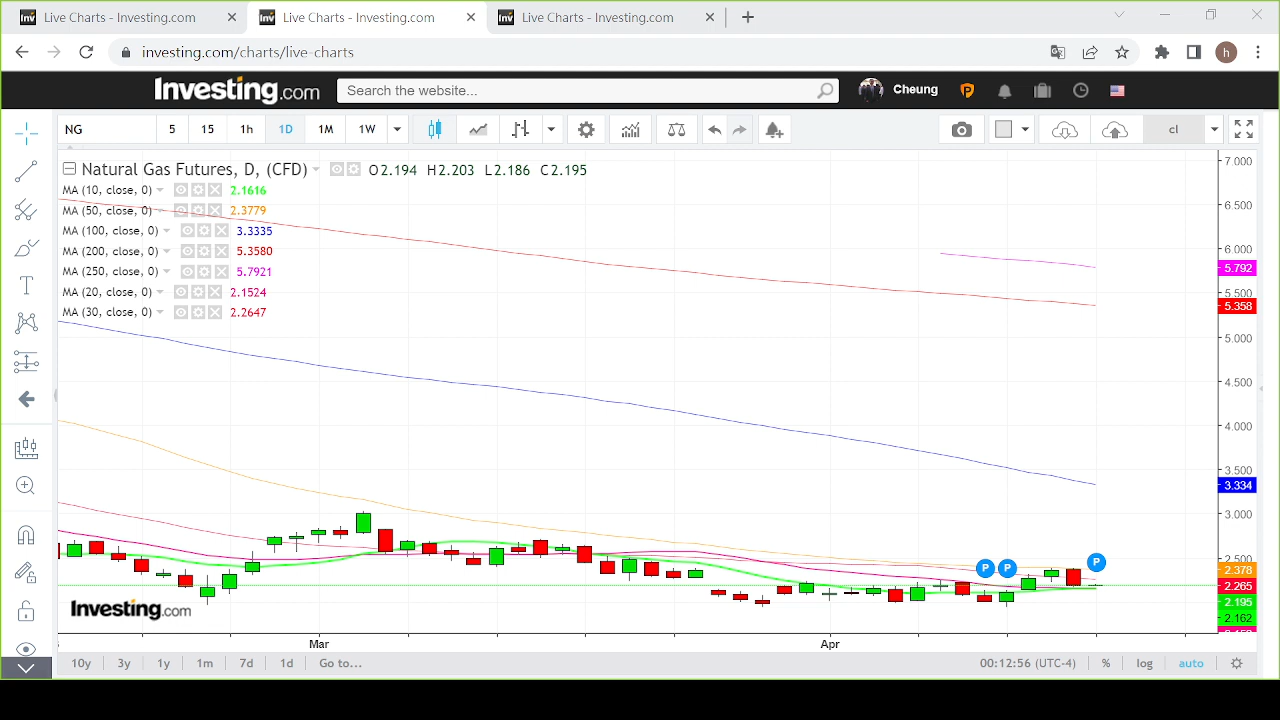 Live Charts - Investing.com
Live Charts - Investing.com
Live Charts - Investing.com
investing.com/charts/live-charts
h
Investing.com
Search the website...
Cheung
NG
5
15
1h
1D
1M
1W
cl
Natural Gas Futures, D, (CFD)
O2.194 H2.203 L2.186 C2.195
MA (10, close, 0) 2.1616
MA (50, close, 0) 2.3779
MA (100, close, 0) 3.3335
MA (200, close, 0) 5.3580
MA (250, close, 0) 5.7921
MA (20, close, 0) 2.1524
MA (30, close, 0) 2.2647
7.000
6.500
6.000
5.792
5.500
5.358
5.000
4.500
4.000
3.500
3.334
3.000
2.500
2.378
2.265
2.195
2.162
P
P
P
Investing.com
Mar
Apr
10y
3y
1y
1m
7d
1d
Go to...
00:12:56 (UTC-4)
%
log
auto